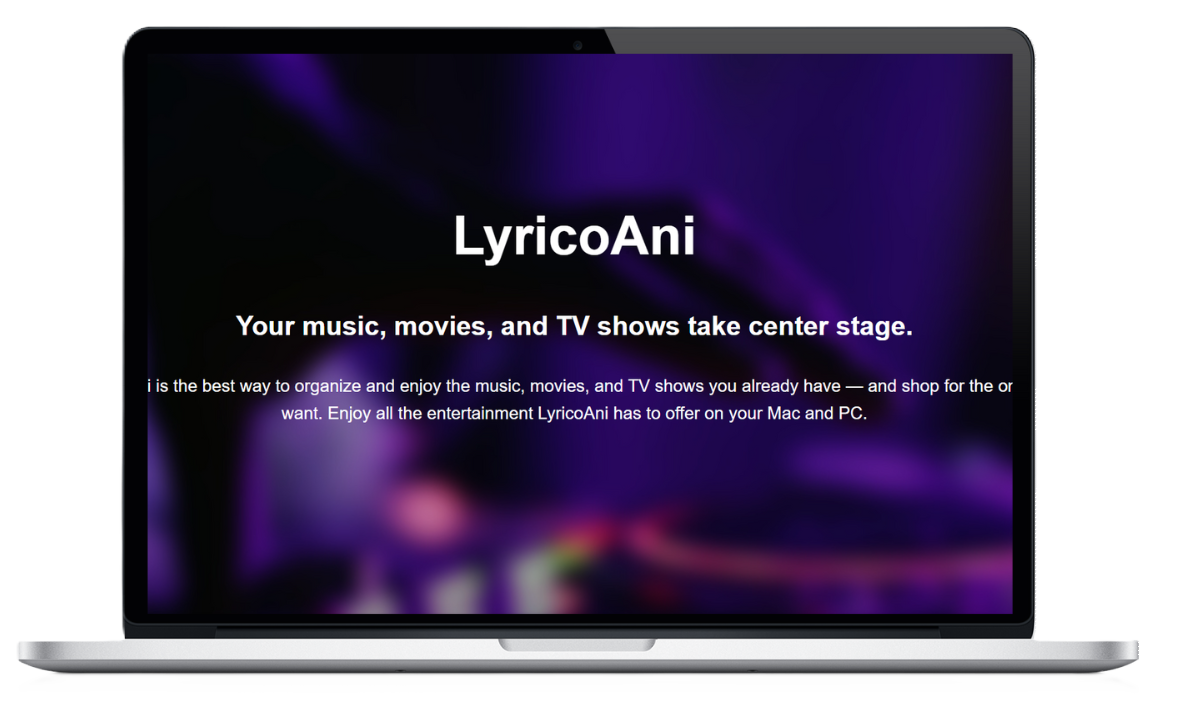 LyricoAni
Your music, movies, and TV shows take center stage.
i is the best way to organize and enjoy the music, movies, and TV shows you already have — and shop for the or
want. Enjoy all the entertainment LyricoAni has to offer on your Mac and PC.